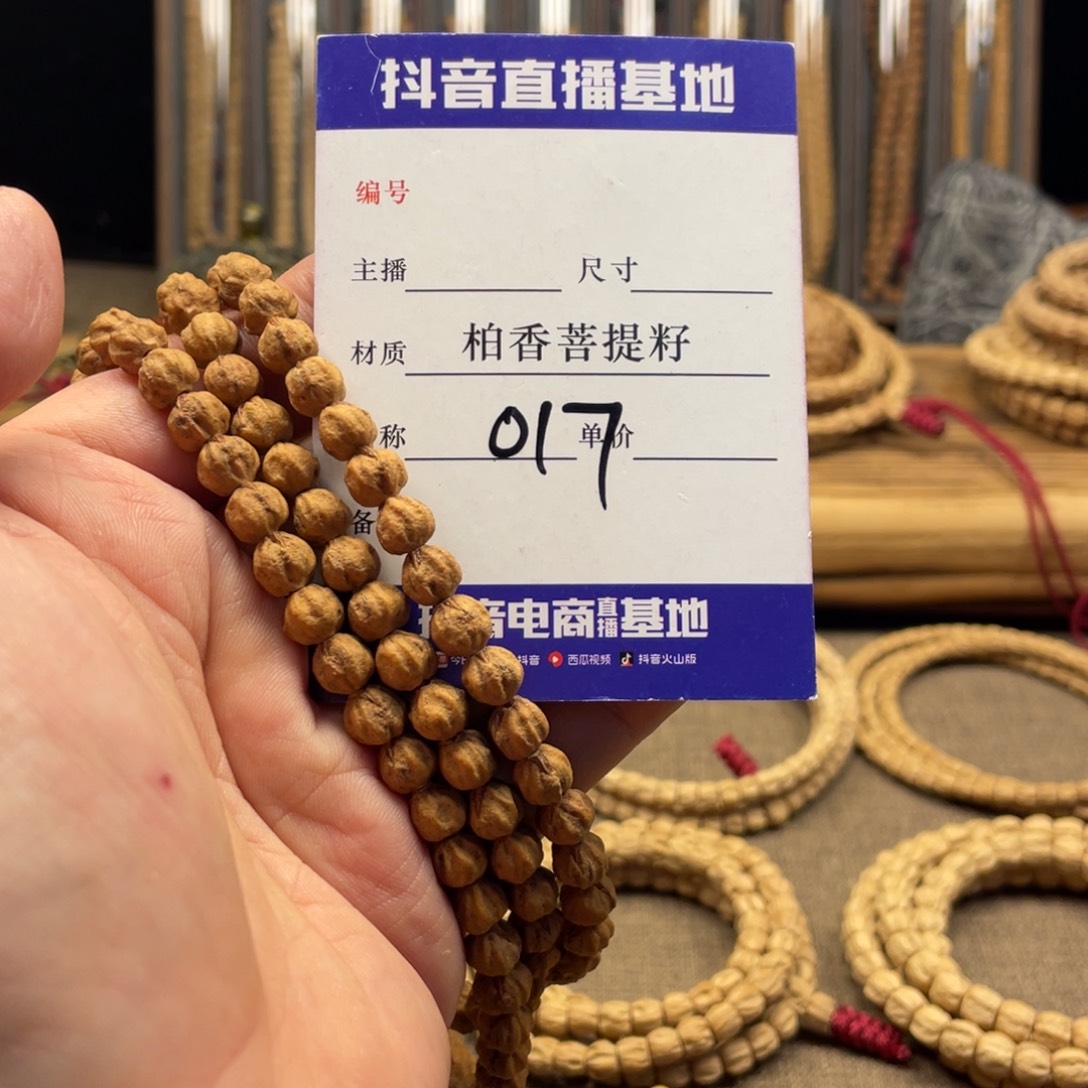 抖音直播基地
编号
主播 尺寸
材质 柏香菩提籽
称 017 单价
备
音电商直播基地
今 抖音 西瓜视频 抖音火山版